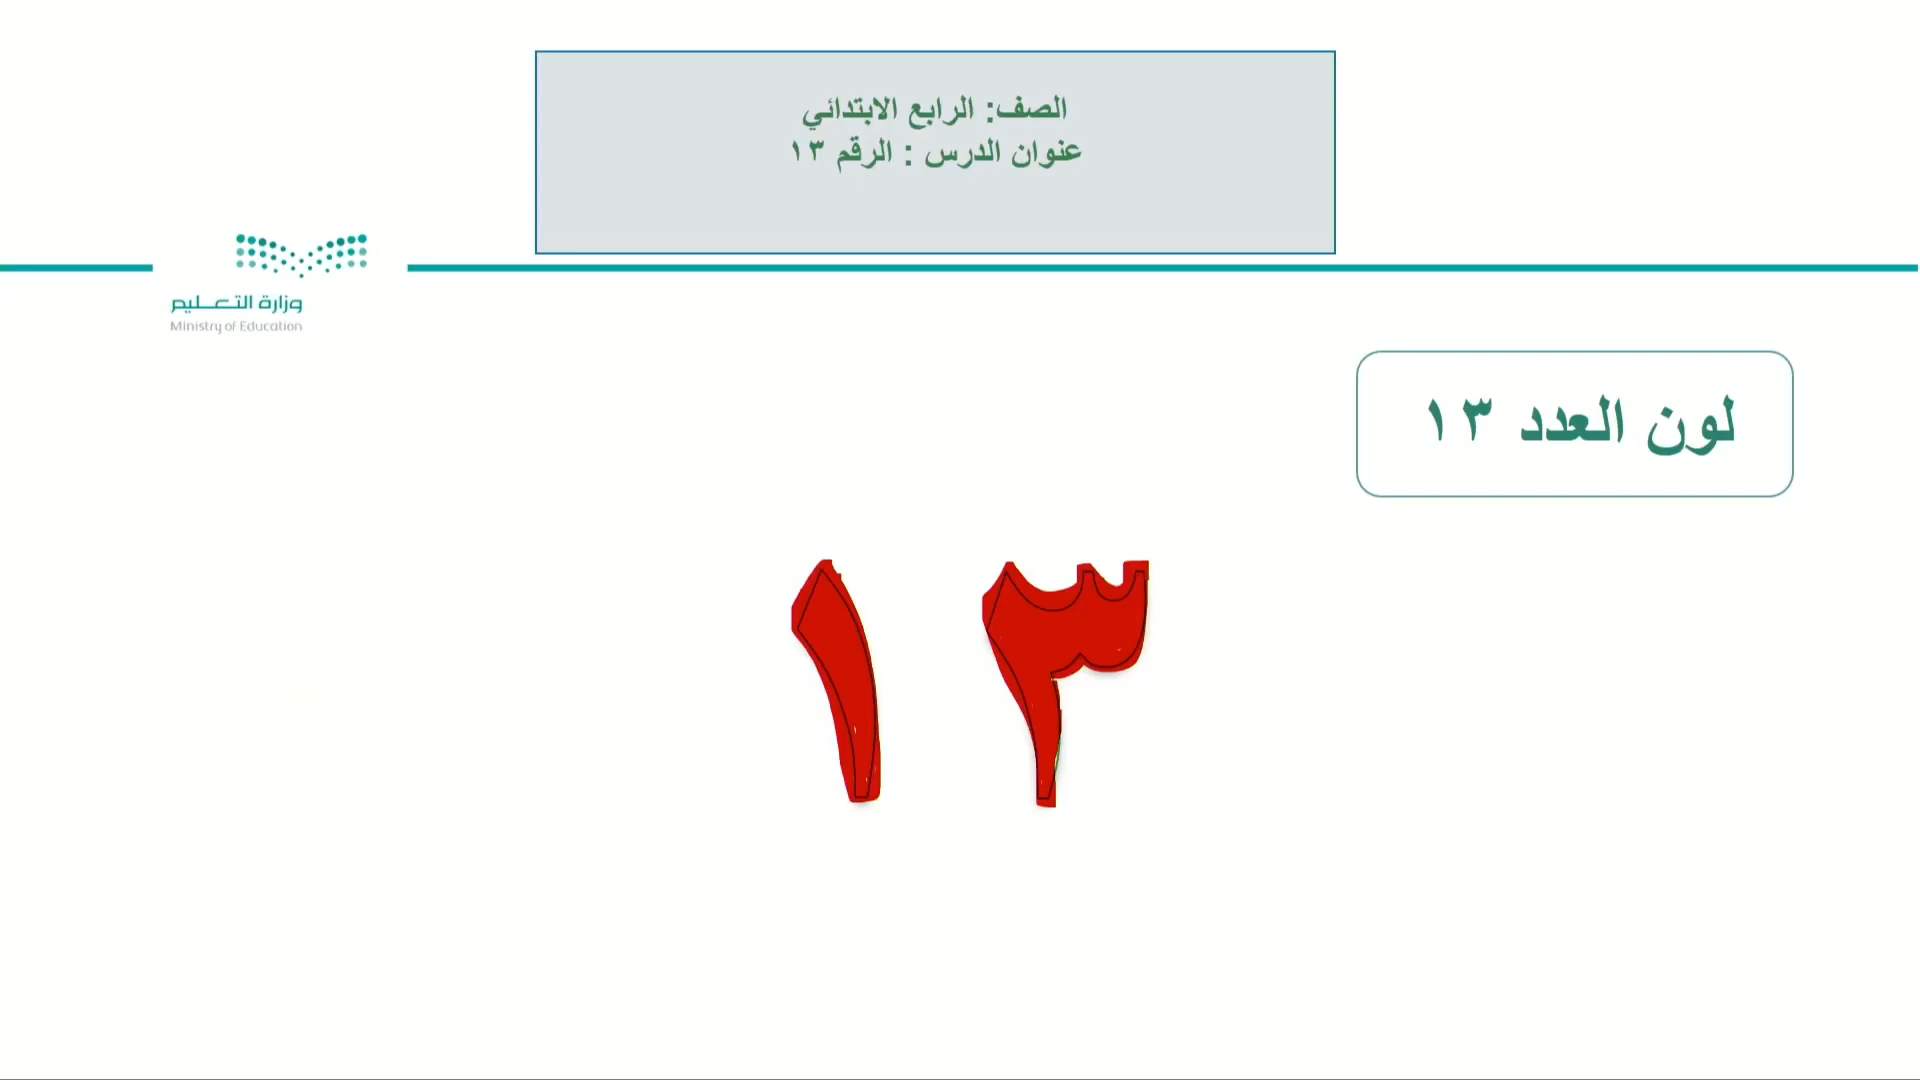 الصف: الرابع الابتدائي
عنوان الدرس : الرقم ١٣
وزارة التعليم
Ministry of Education
لون العدد ١٣
١٣